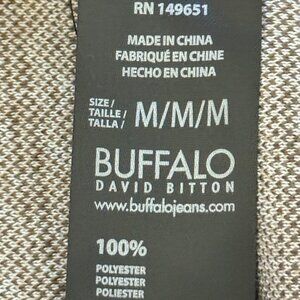 RN 149651
MADE IN CHINA
FABRIQUÉ EN CHINE
HECHO EN CHINA
SIZE /
TAILLE /
TALLA /
M/M/M
BUFFALO
DAVID BITTON
www.buffalojeans.com
100%
POLYESTER
POLYESTER
POLIESTER